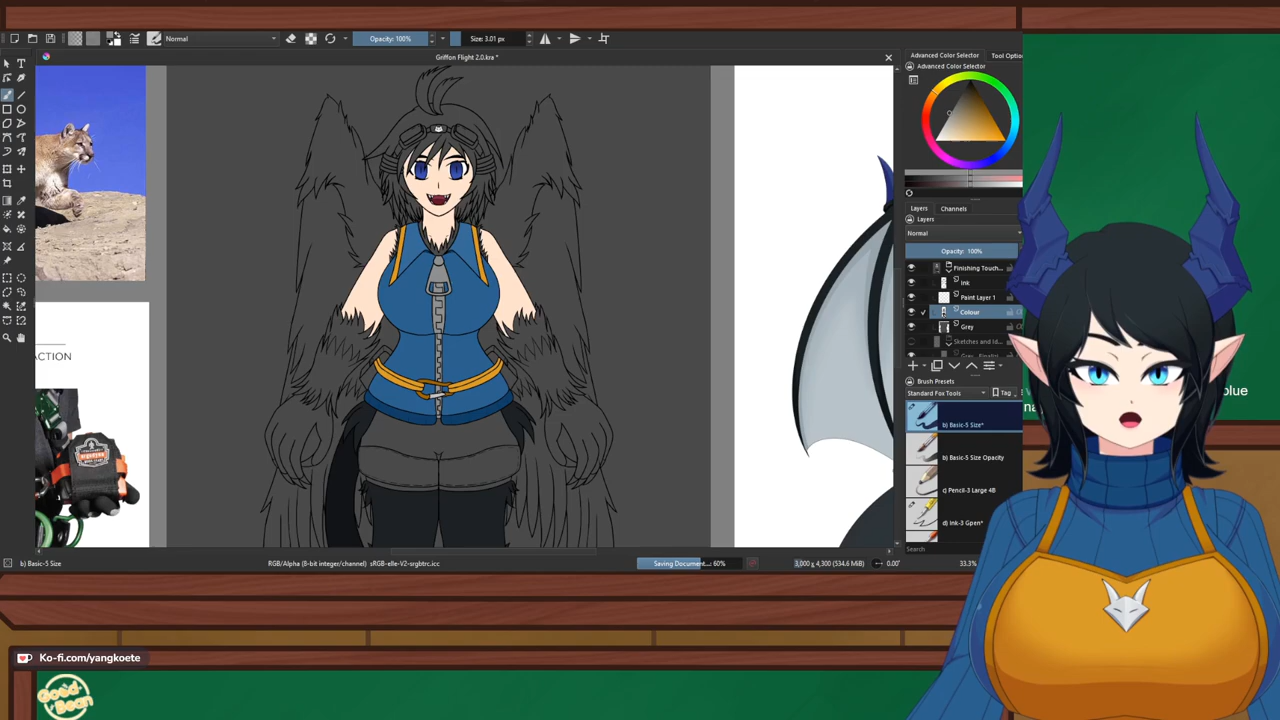 Normal
Opacity: 100%
Size: 3.01 px
Griffon Flight 2.0.kra *
Advanced Color Selector
Tool Option
Advanced Color Selector
ACTION
Layers
Channels
Layers
Normal
Opacity: 100%
Finishing Touch...
Ink
Paint Layer 1
Colour
Grey
Sketches and Id...
Brush Presets
Standard Fox Tools
Tag
b) Basic-5 Size*
b) Basic-5 Size Opacity
c) Pencil-3 Large 4B
d) Ink-3 Gpen*
Search
blue
b) Basic-5 Size
RGB/Alpha (8-bit integer/channel) sRGB-elle-V2-srgbtrc.icc
Saving Document...: 60%
3,000 x 4,300 (534.6 MiB)
0.00°
33.3%
Ko-fi.com/yangkoete
Good
Bean